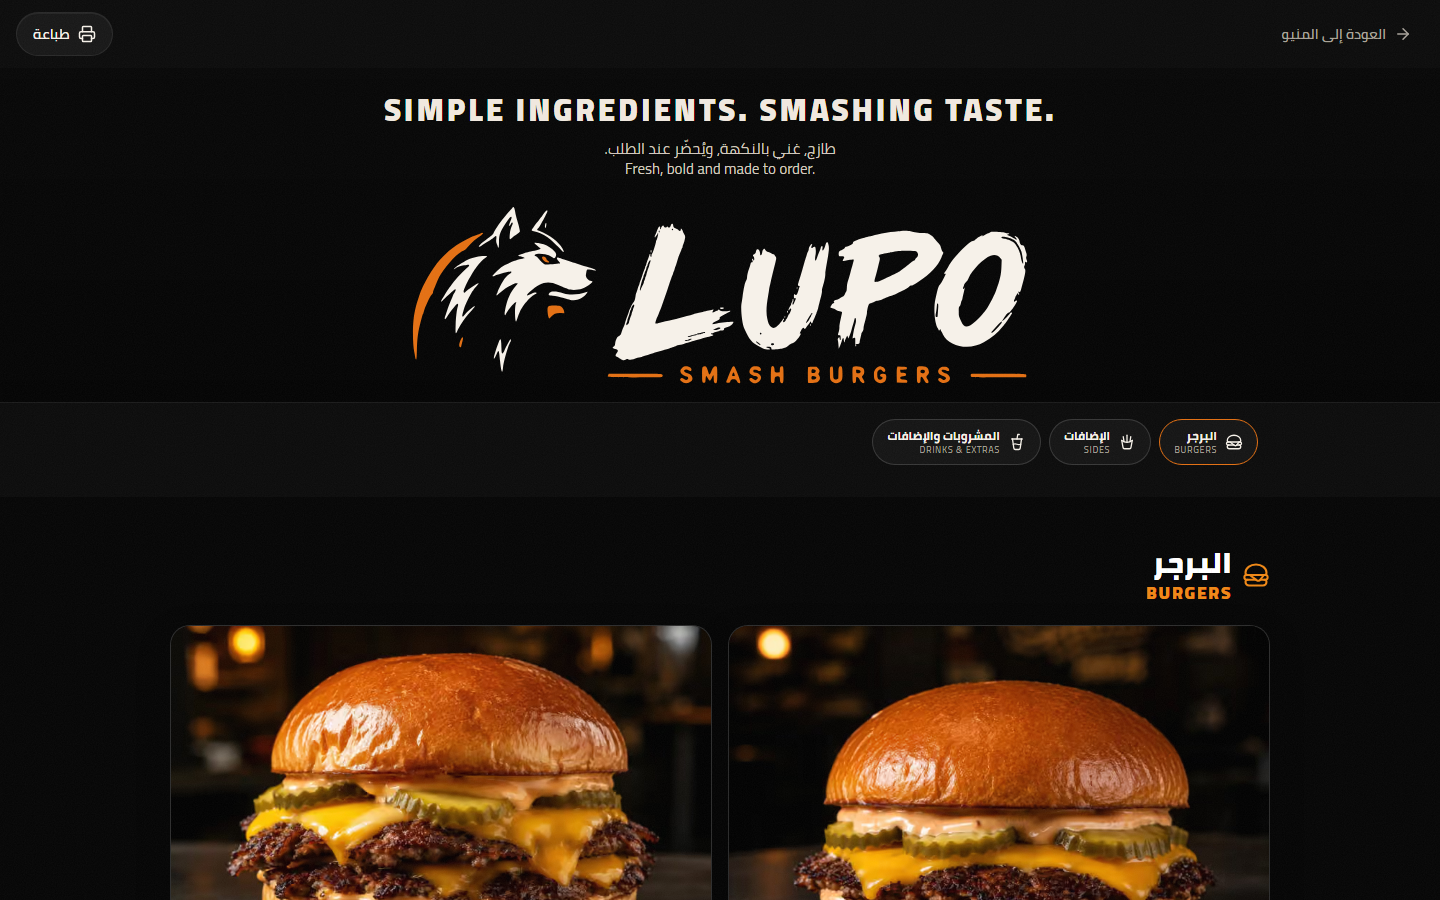 العودة إلى المنيو
طباعة
SIMPLE INGREDIENTS. SMASHING TASTE.
طازج، غني بالنكهة، ويُحضّر عند الطلب.
Fresh, bold and made to order.
LUPO
SMASH BURGERS
البرجر
BURGERS
الإضافات
SIDES
المشروبات والإضافات
DRINKS & EXTRAS
البرجر
BURGERS